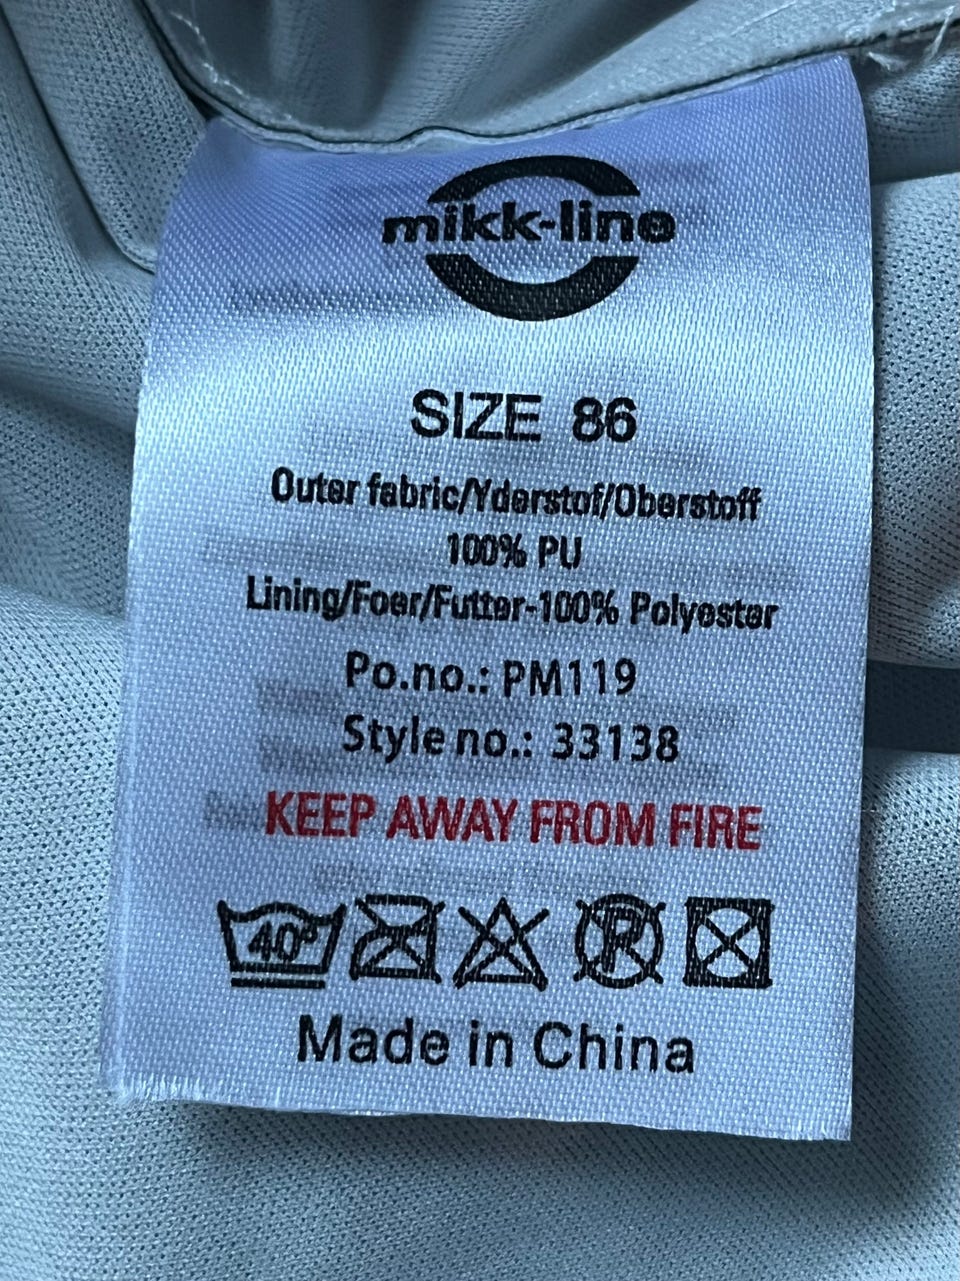 mikk-line
SIZE 86
Outer fabric/Yderstof/Oberstoff
100% PU
Lining/Foer/Futter-100% Polyester
Po.no.: PM119
Style no.: 33138
KEEP AWAY FROM FIRE
40°
R
Made in China